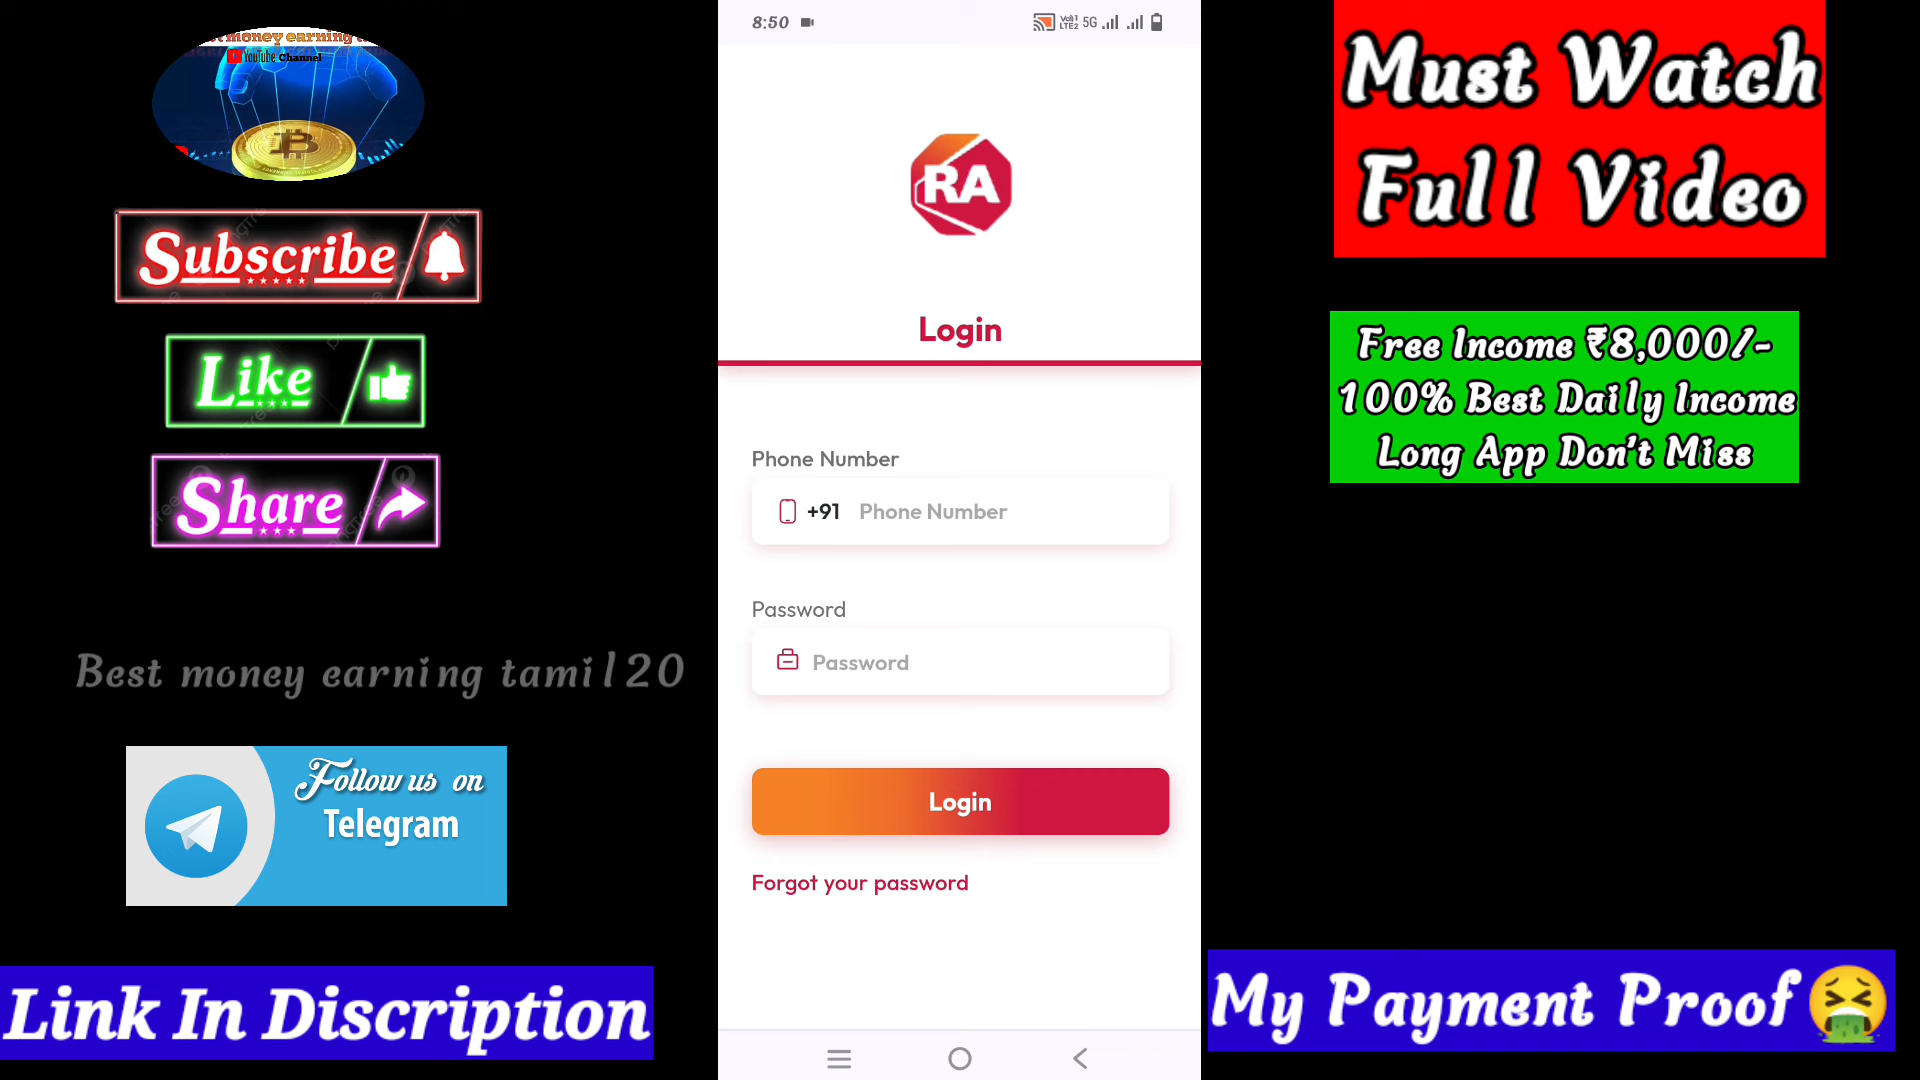 money earning
YouTube Channel
Subscribe
Like
Share
Best money earning tamil20
Follow us on
Telegram
Link In Discription
8:50
5G
RA
Login
Phone Number
+91 Phone Number
Password
Password
Login
Forgot your password
Must Watch
Full Video
Free Income ₹8,000/-
100% Best Daily Income
Long App Don't Miss
My Payment Proof